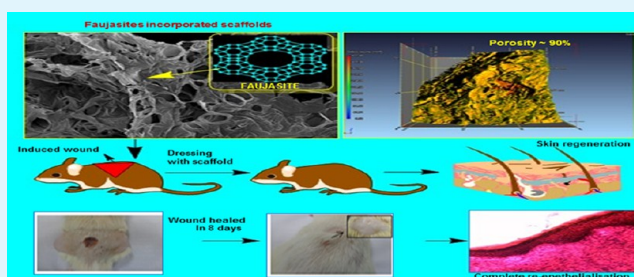 Faujasites incorporated scaffolds
FAUJASITE
Porosity ~ 90%
Induced wound
Dressing
with scaffold
Skin regeneration
Wound healed
in 8 days
Complete re-epethelialisation